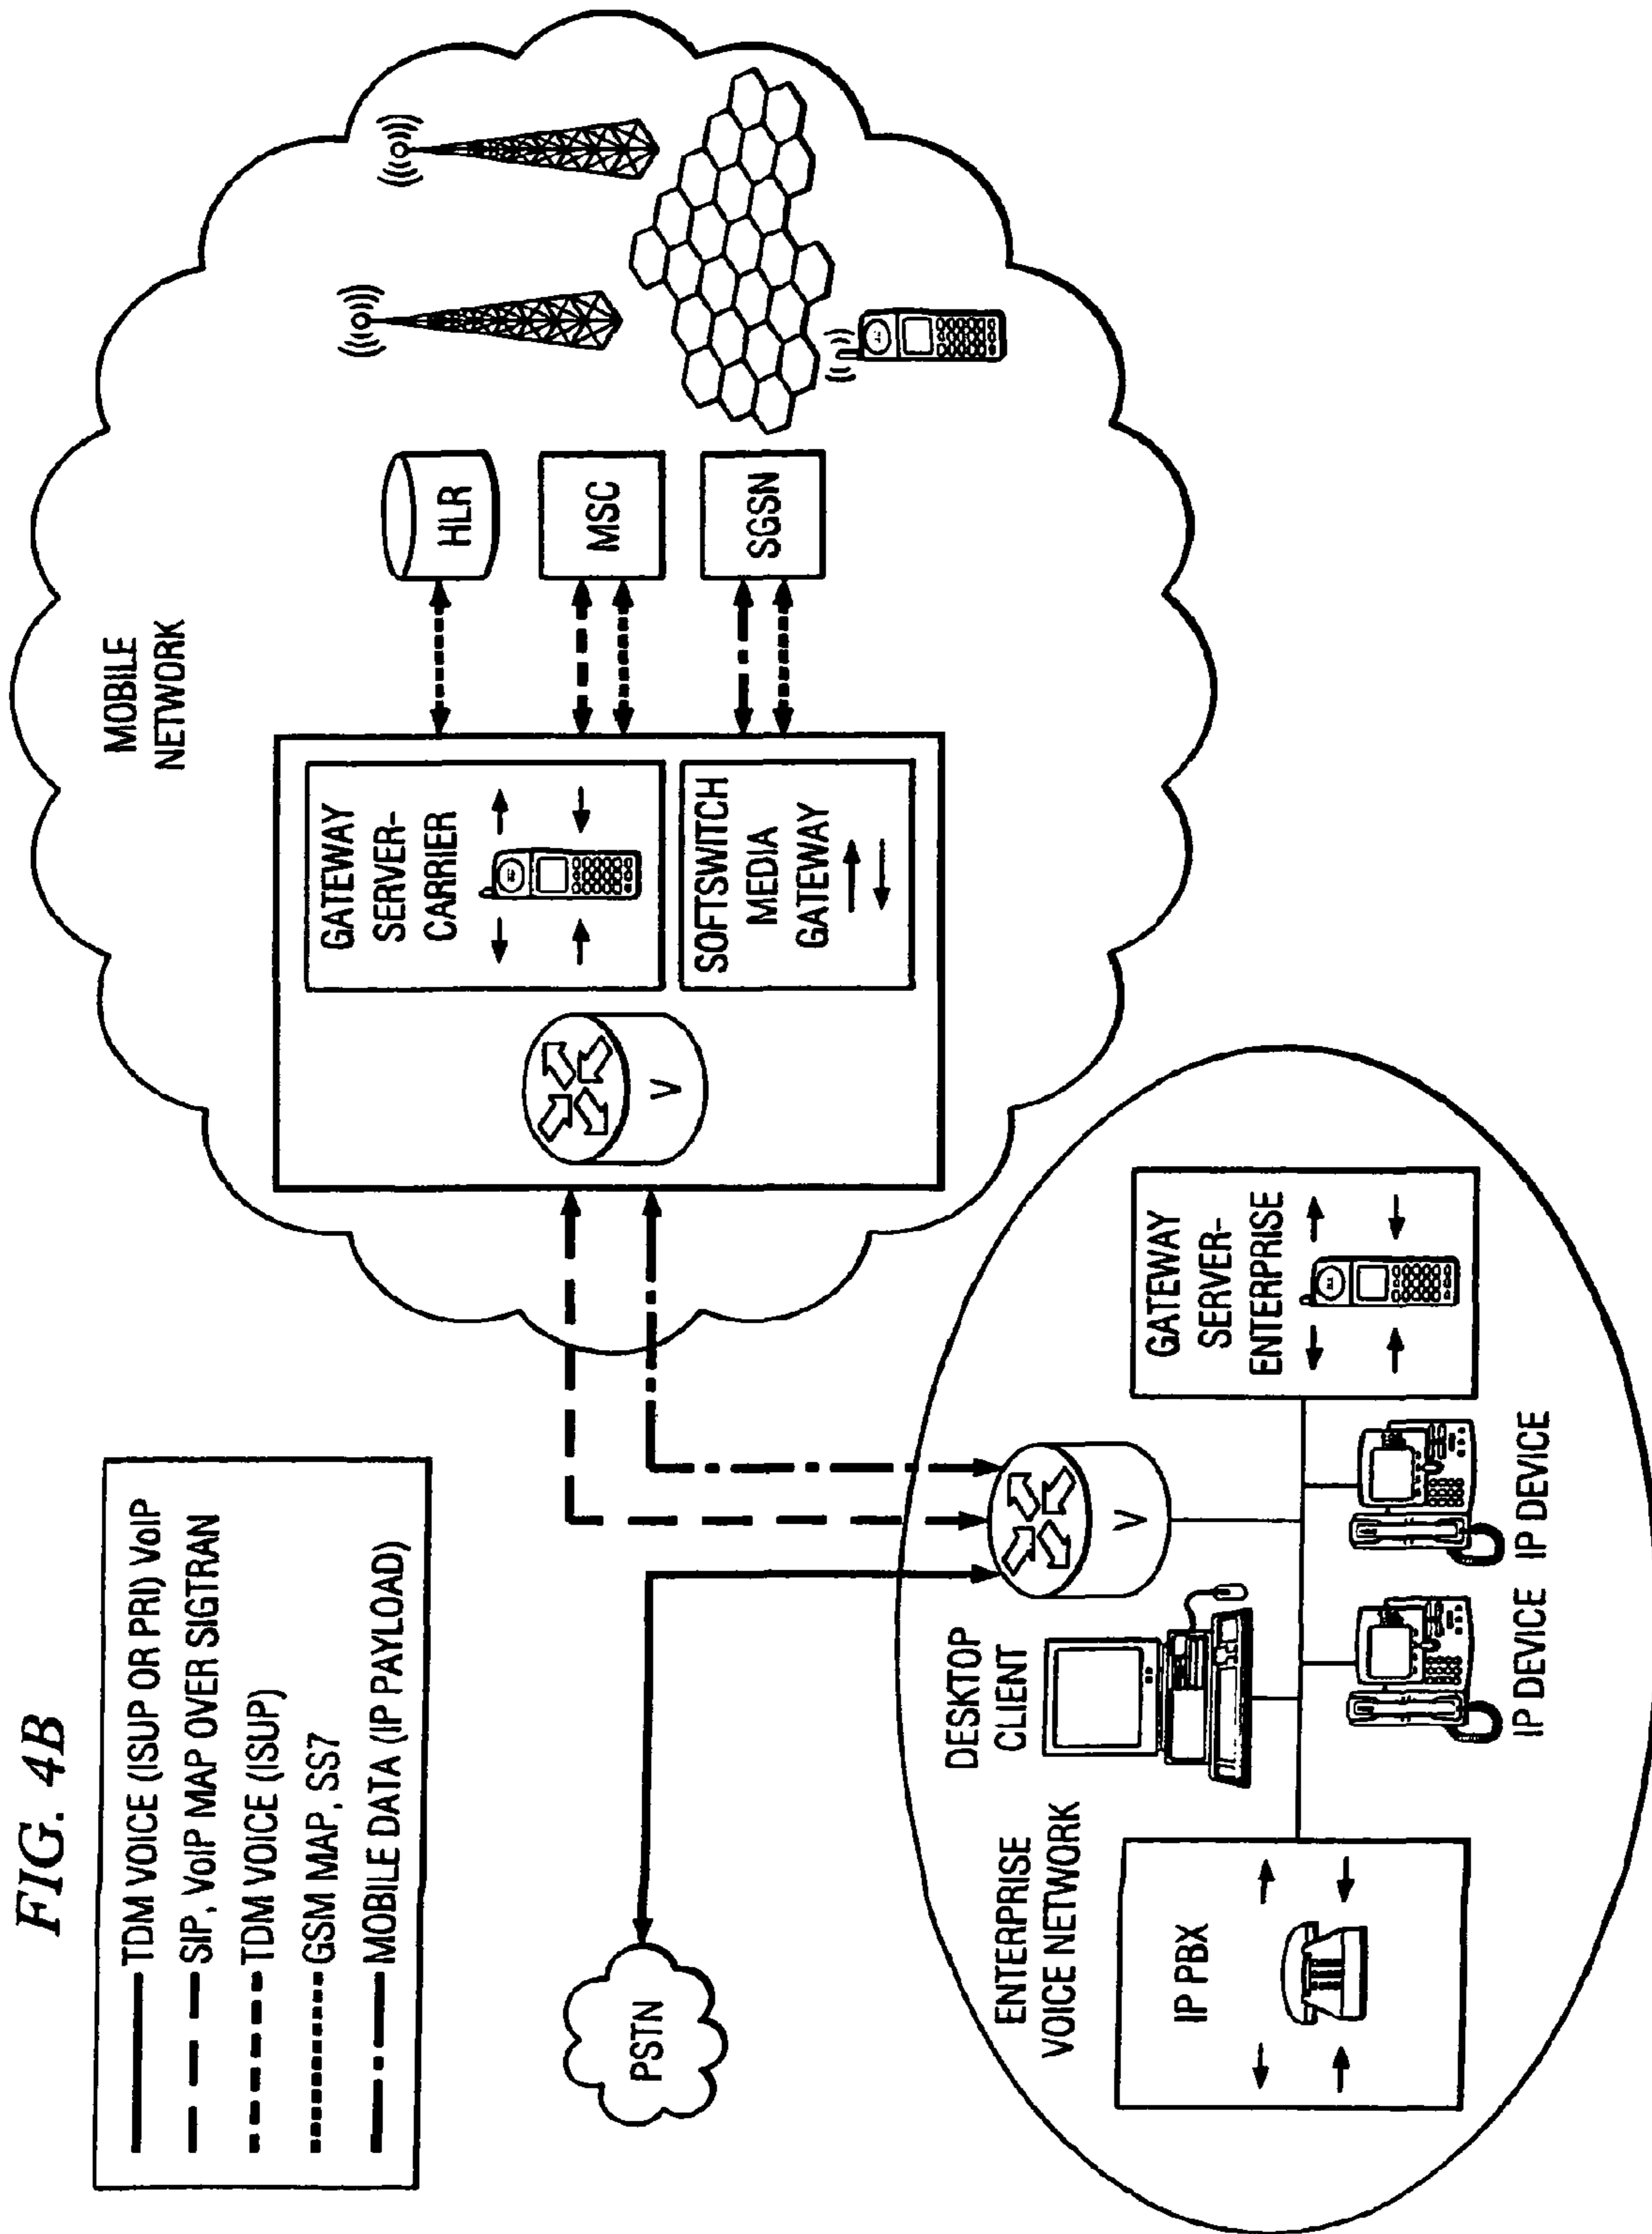 FIG. 4B
TDM VOICE (ISUP OR PRI) VoIP
SIP, VoIP MAP OVER SIGTRAN
TDM VOICE (ISUP)
GSM MAP, SS7
MOBILE DATA (IP PAYLOAD)
MOBILE
NETWORK
GATEWAY
SERVER-
CARRIER
SOFTSWITCH
MEDIA
GATEWAY
V
HLR
MSC
SGSN
PSTN
ENTERPRISE
VOICE NETWORK
IP PBX
DESKTOP
CLIENT
V
GATEWAY
SERVER-
ENTERPRISE
IP DEVICE
IP DEVICE